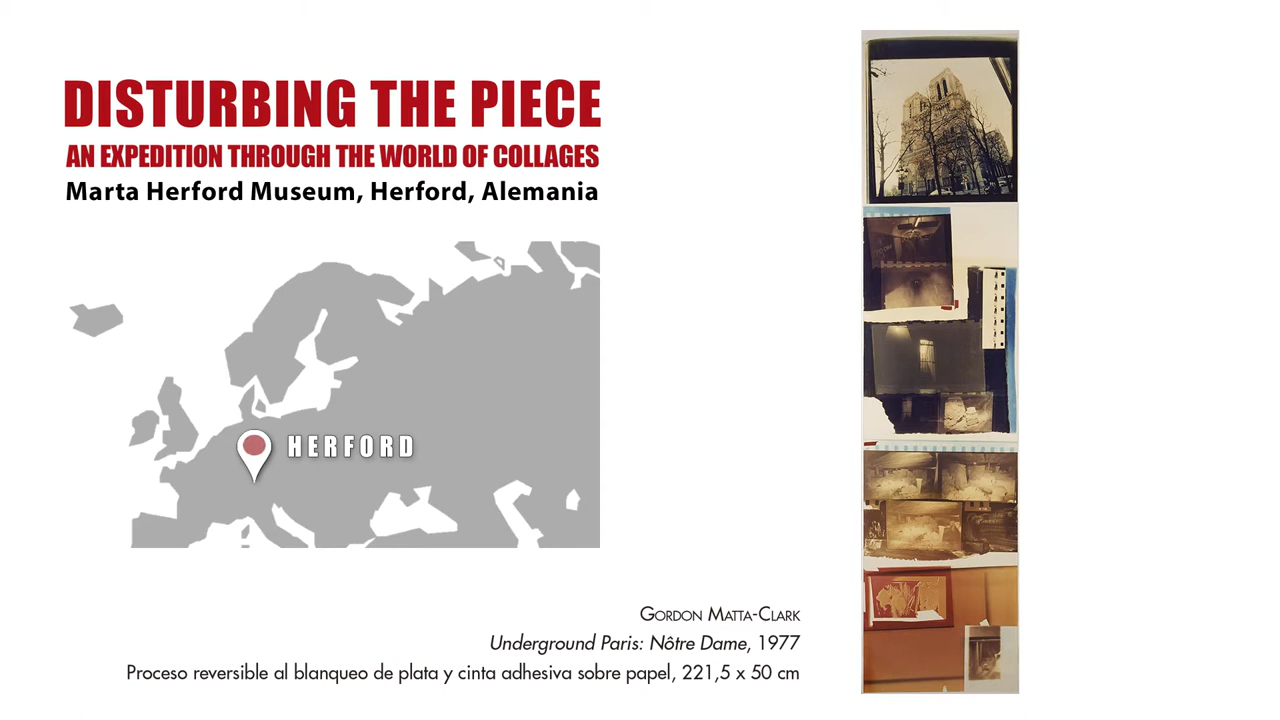 DISTURBING THE PIECE
AN EXPEDITION THROUGH THE WORLD OF COLLAGES
Marta Herford Museum, Herford, Alemania
HERFORD
GORDON MATTA-CLARK
Underground Paris: Nôtre Dame, 1977
Proceso reversible al blanqueo de plata y cinta adhesiva sobre papel, 221,5 x 50 cm